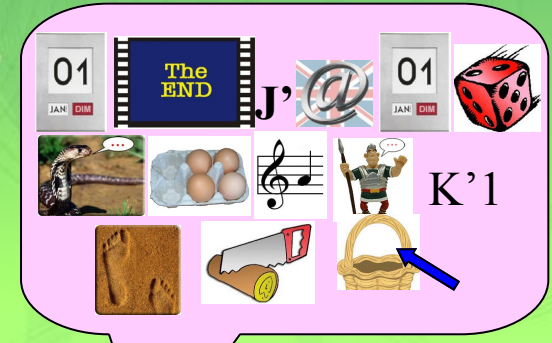 01 The END J' @ 01
JAN DIM JAN DIM
... ... K'1